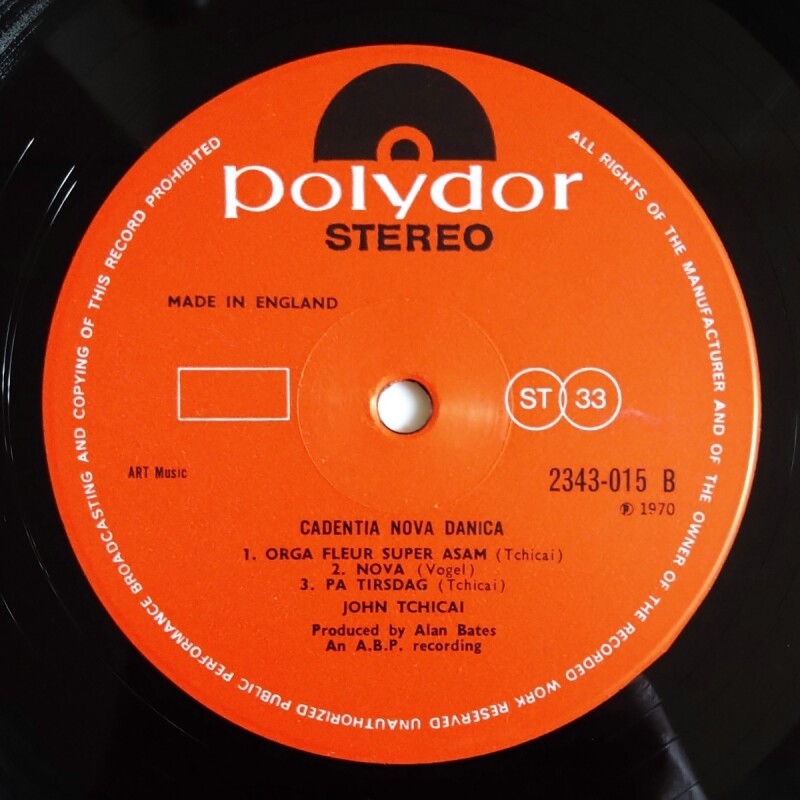 polydor
STEREO
MADE IN ENGLAND
ST 33
ART Music
2343-015 B
℗ 1970
CADENTIA NOVA DANICA
1. ORGA FLEUR SUPER ASAM (Tchicai)
2. NOVA (Vogel)
3. PA TIRSDAG (Tchicai)
JOHN TCHICAI
Produced by Alan Bates
An A.B.P. recording
ALL RIGHTS OF THE MANUFACTURER AND OF THE OWNER OF THE RECORDED WORK RESERVED UNAUTHORIZED PUBLIC PERFORMANCE BROADCASTING AND COPYING OF THIS RECORD PROHIBITED